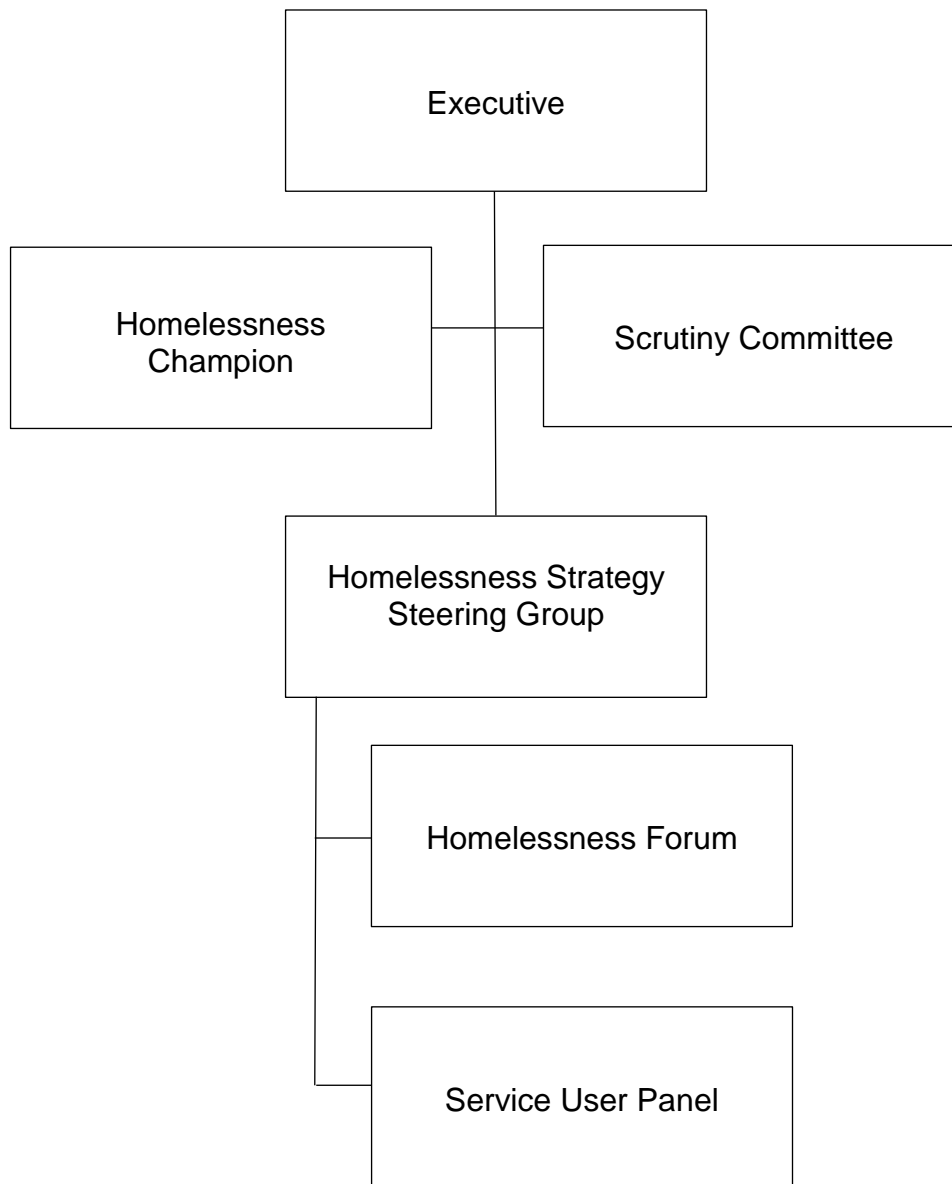 Executive
Homelessness
Champion
Scrutiny Committee
Homelessness Strategy
Steering Group
Homelessness Forum
Service User Panel